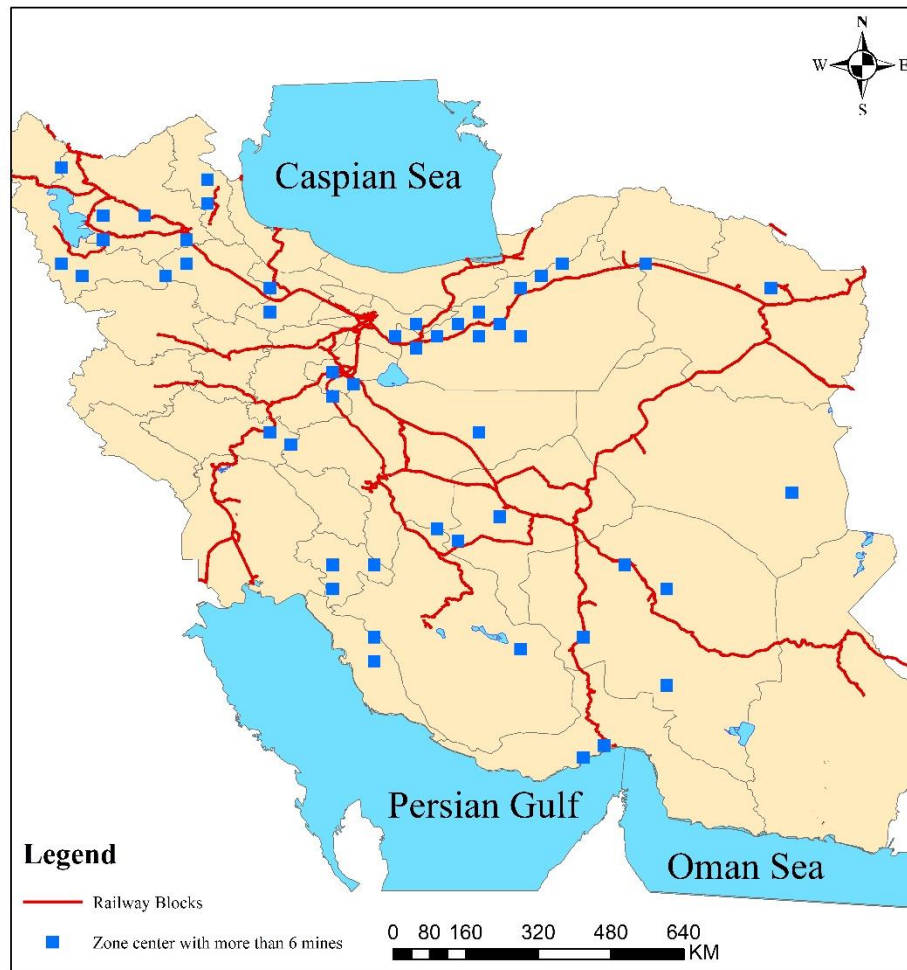 N
W E
S
Caspian Sea
Persian Gulf
Oman Sea
Legend
Railway Blocks
Zone center with more than 6 mines
0 80 160 320 480 640
KM